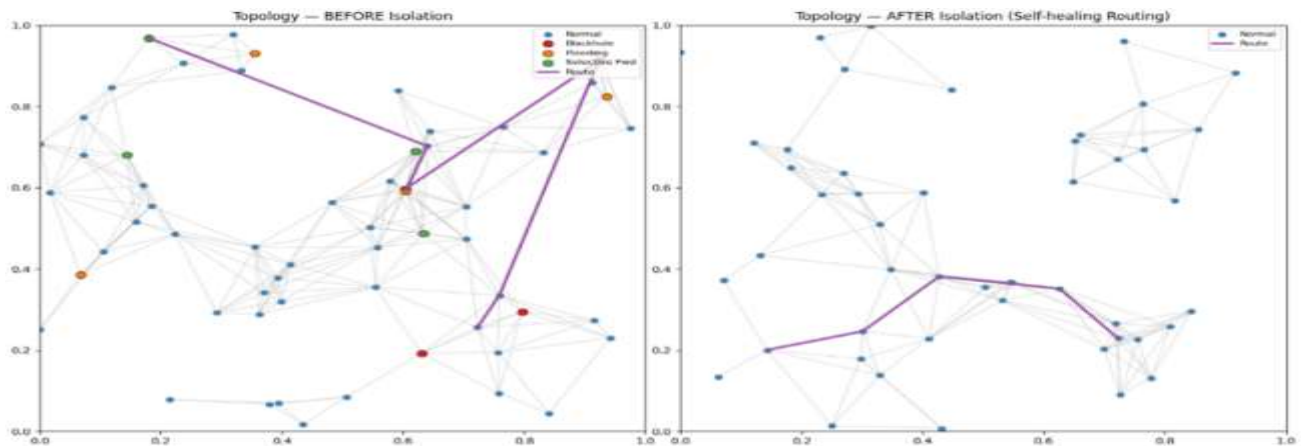 Topology — BEFORE Isolation
Normal
Blackhole
Flooding
Selective Fwd
Route
1.0
0.8
0.6
0.4
0.2
0.0
0.0 0.2 0.4 0.6 0.8 1.0
Topology — AFTER Isolation (Self-healing Routing)
Normal
Route
1.0
0.8
0.6
0.4
0.2
0.0
0.0 0.2 0.4 0.6 0.8 1.0